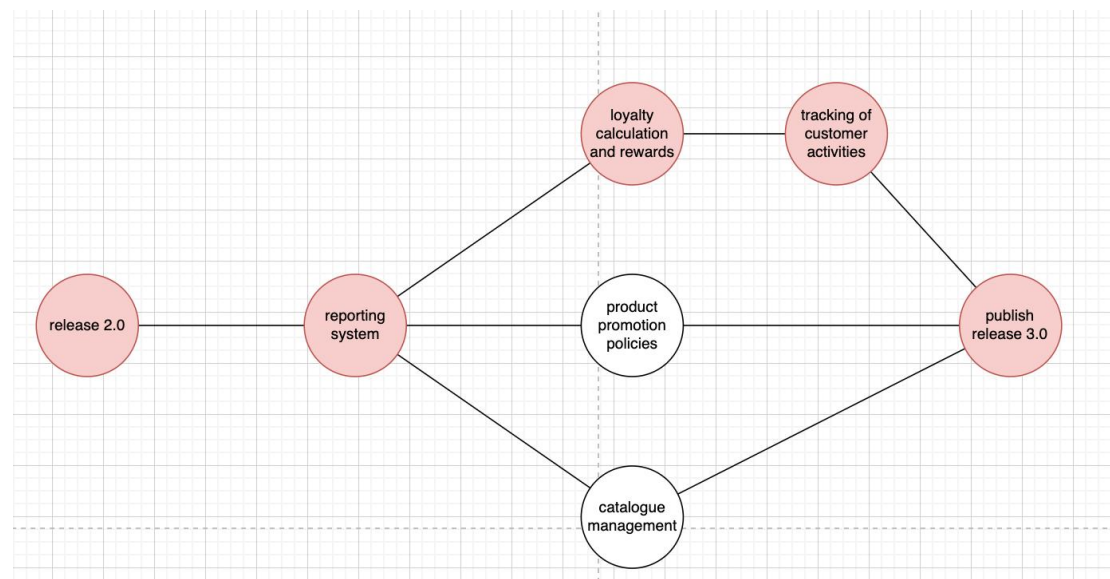 loyalty
calculation
and rewards
tracking of
customer
activities
release 2.0
reporting
system
product
promotion
policies
publish
release 3.0
catalogue
management